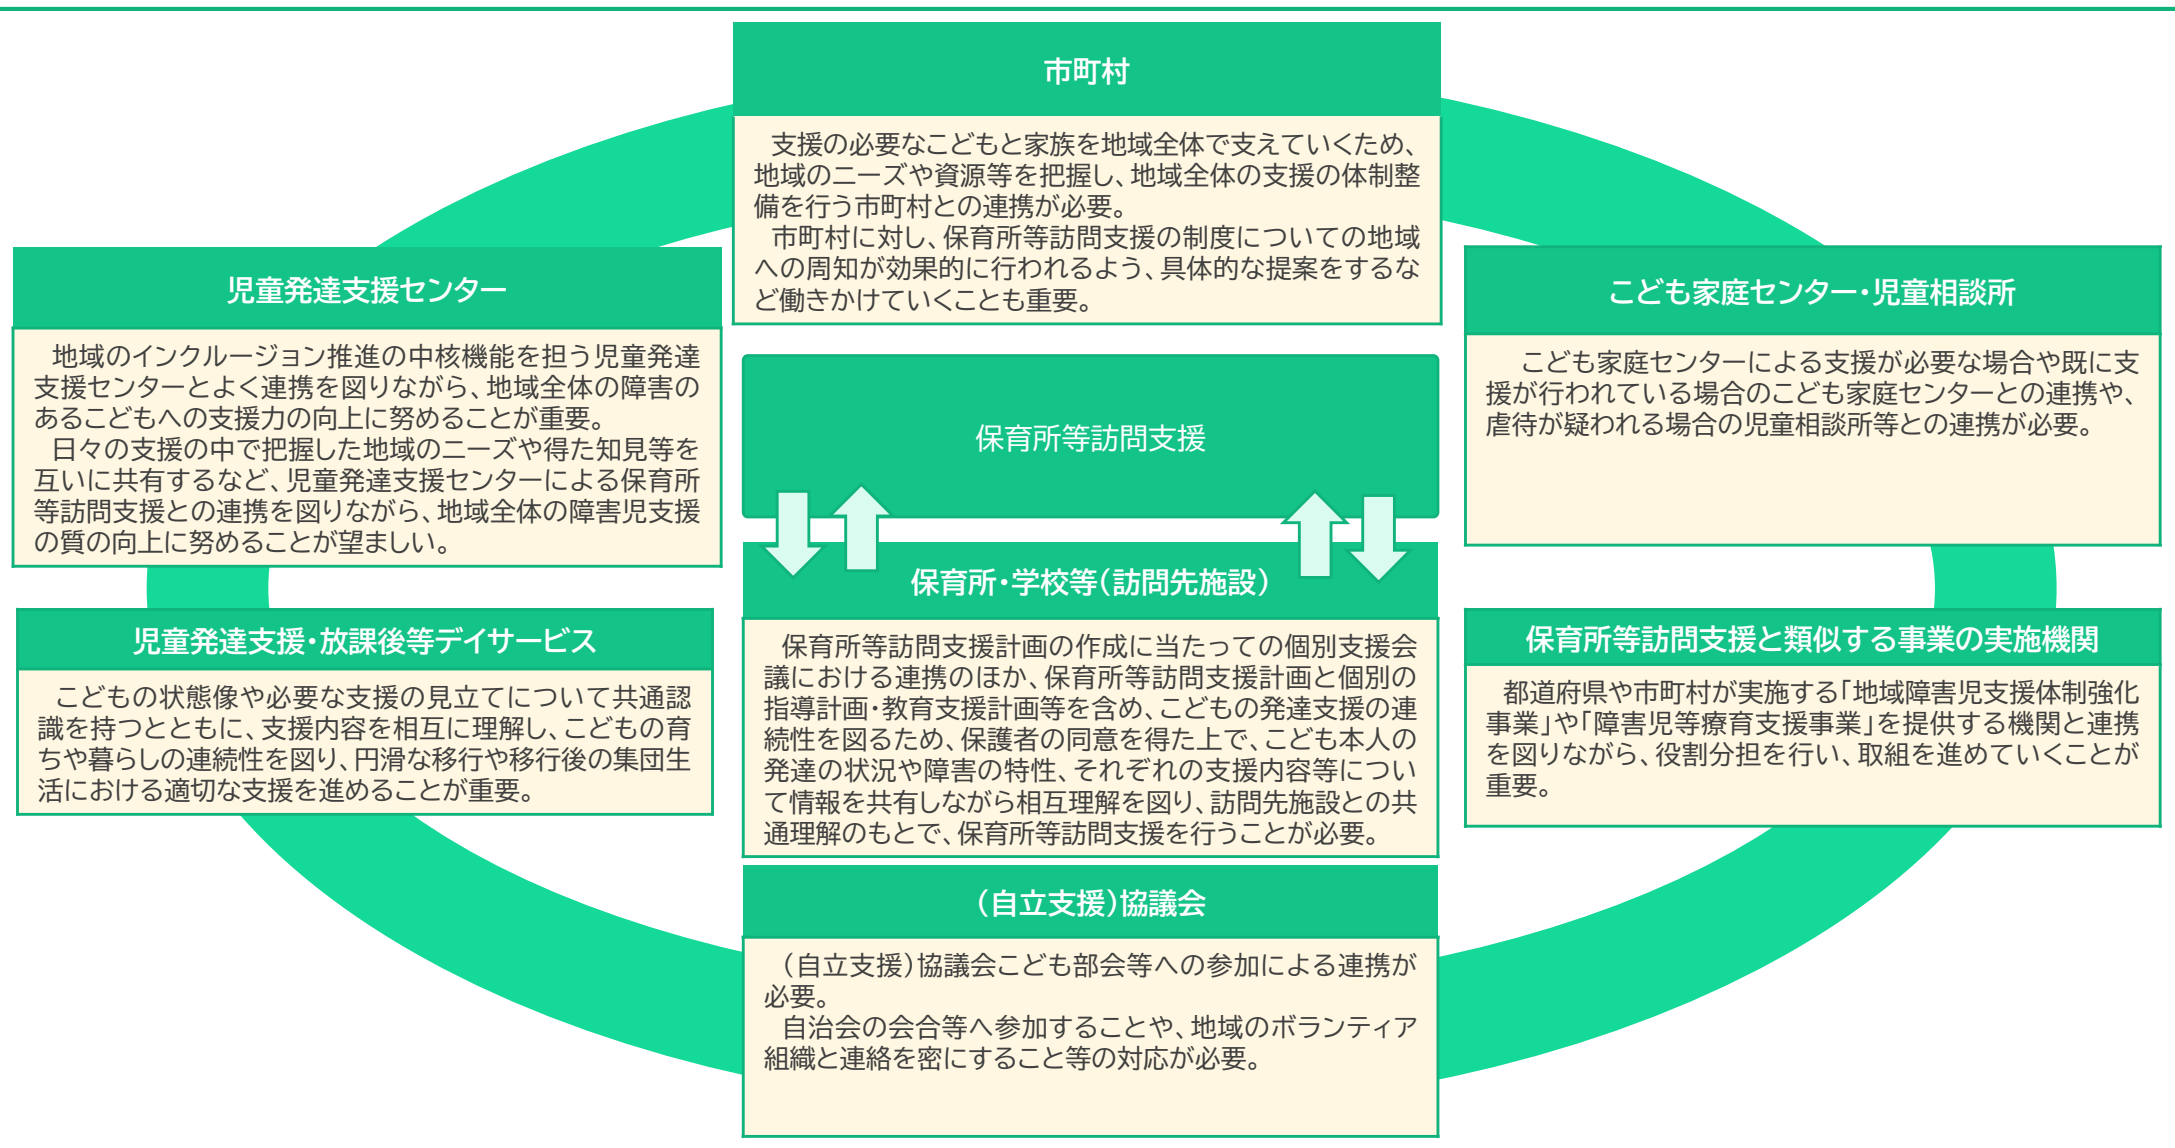 市町村
支援の必要なこどもと家族を地域全体で支えていくため、
地域のニーズや資源等を把握し、地域全体の支援の体制整
備を行う市町村との連携が必要。
市町村に対し、保育所等訪問支援の制度についての地域
への周知が効果的に行われるよう、具体的な提案をするな
ど働きかけていくことも重要。
児童発達支援センター
地域のインクルージョン推進の中核機能を担う児童発達
支援センターとよく連携を図りながら、地域全体の障害の
あるこどもへの支援力の向上に努めることが重要。
日々の支援の中で把握した地域のニーズや得た知見等を
互いに共有するなど、児童発達支援センターによる保育所
等訪問支援との連携を図りながら、地域全体の障害児支援
の質の向上に努めることが望ましい。
こども家庭センター・児童相談所
こども家庭センターによる支援が必要な場合や既に支
援が行われている場合のこども家庭センターとの連携や、
虐待が疑われる場合の児童相談所等との連携が必要。
保育所等訪問支援
保育所・学校等(訪問先施設)
保育所等訪問支援計画の作成に当たっての個別支援会
議における連携のほか、保育所等訪問支援計画と個別の
指導計画・教育支援計画等を含め、こどもの発達支援の連
続性を図るため、保護者の同意を得た上で、こども本人の
発達の状況や障害の特性、それぞれの支援内容等につい
て情報を共有しながら相互理解を図り、訪問先施設との共
通理解のもとで、保育所等訪問支援を行うことが必要。
児童発達支援・放課後等デイサービス
こどもの状態像や必要な支援の見立てについて共通認
識を持つとともに、支援内容を相互に理解し、こどもの育
ちや暮らしの連続性を図り、円滑な移行や移行後の集団生
活における適切な支援を進めることが重要。
保育所等訪問支援と類似する事業の実施機関
都道府県や市町村が実施する「地域障害児支援体制強化
事業」や「障害児等療育支援事業」を提供する機関と連携
を図りながら、役割分担を行い、取組を進めていくことが
重要。
(自立支援)協議会
(自立支援)協議会こども部会等への参加による連携が
必要。
自治会の会合等へ参加することや、地域のボランティア
組織と連絡を密にすること等の対応が必要。